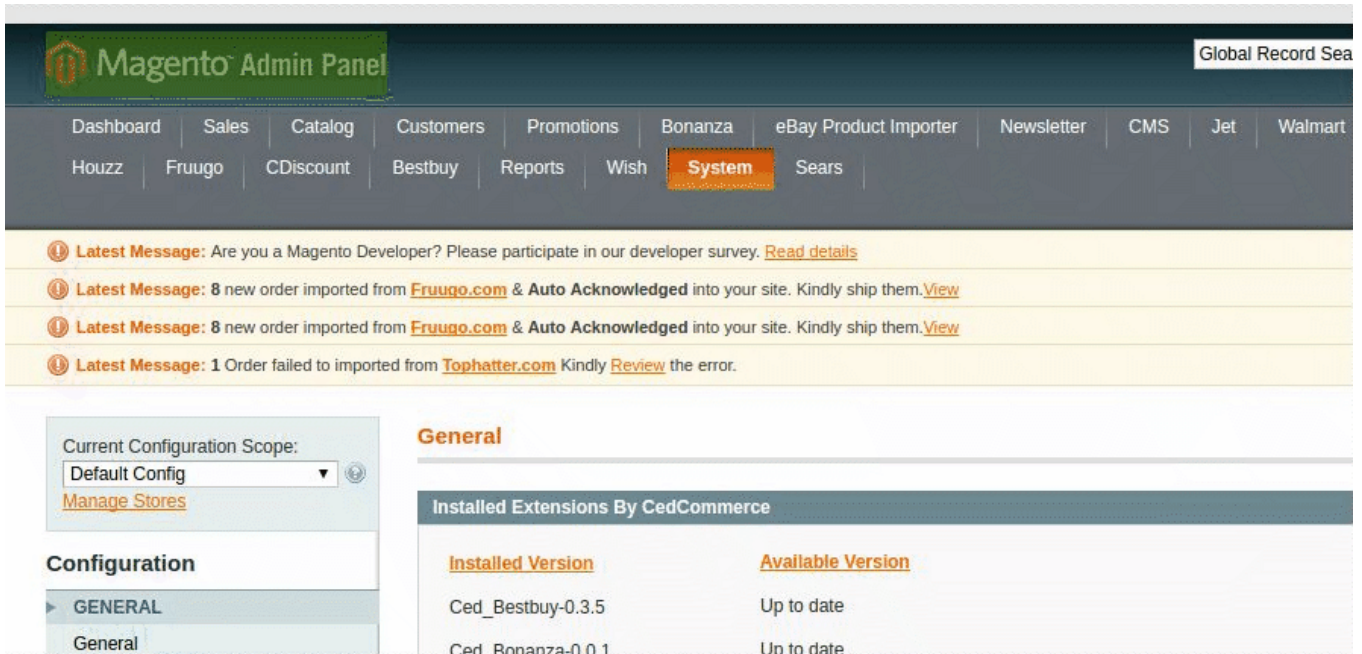 Magento Admin Panel
Global Record Sea
Dashboard Sales Catalog Customers Promotions Bonanza eBay Product Importer Newsletter CMS Jet Walmart
Houzz Fruugo CDiscount Bestbuy Reports Wish System Sears
Latest Message: Are you a Magento Developer? Please participate in our developer survey. Read details
Latest Message: 8 new order imported from Fruugo.com & Auto Acknowledged into your site. Kindly ship them.View
Latest Message: 8 new order imported from Fruugo.com & Auto Acknowledged into your site. Kindly ship them.View
Latest Message: 1 Order failed to imported from Tophatter.com Kindly Review the error.
Current Configuration Scope:
Default Config
Manage Stores
Configuration
GENERAL
General
General
Installed Extensions By CedCommerce
Installed Version Available Version
Ced_Bestbuy-0.3.5 Up to date
Ced_Bonanza-0.0.1 Up to date